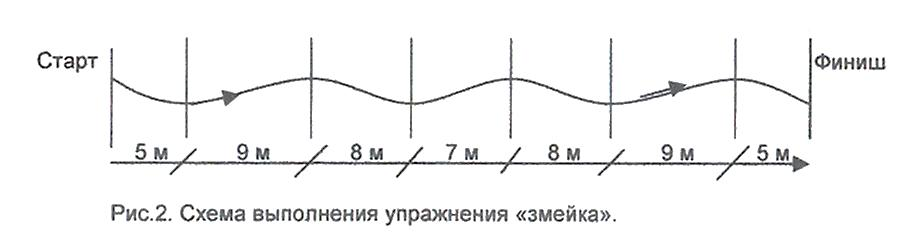 Старт
Финиш
5 м 9 м 8 м 7 м 8 м 9 м 5 м
Рис.2. Схема выполнения упражнения «змейка».